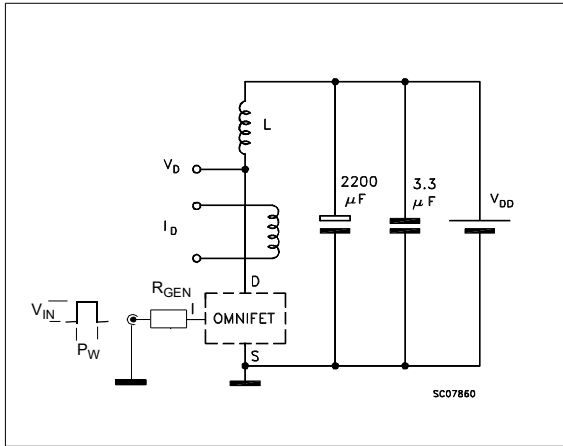 L
V_D
2200
μF
3.3
μF
V_DD
I_D
D
R_GEN
I
V_IN
OMNIFET
P_W
S
SC07860